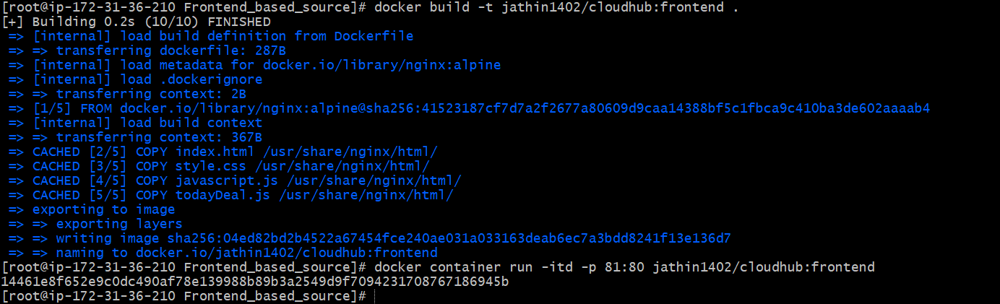 [root@ip-172-31-36-210 Frontend_based_source]# docker build -t jathin1402/cloudhub:frontend .
[+] Building 0.2s (10/10) FINISHED
=> [internal] load build definition from Dockerfile
=> => transferring dockerfile: 287B
=> [internal] load metadata for docker.io/library/nginx:alpine
=> [internal] load .dockerignore
=> => transferring context: 2B
=> [1/5] FROM docker.io/library/nginx:alpine@sha256:41523187cf7d7a2f2677a80609d9caa14388bf5c1fbca9c410ba3de602aaaab4
=> [internal] load build context
=> => transferring context: 367B
=> CACHED [2/5] COPY index.html /usr/share/nginx/html/
=> CACHED [3/5] COPY style.css /usr/share/nginx/html/
=> CACHED [4/5] COPY javascript.js /usr/share/nginx/html/
=> CACHED [5/5] COPY todayDeal.js /usr/share/nginx/html/
=> exporting to image
=> => exporting layers
=> => writing image sha256:04ed82bd2b4522a67454fce240ae031a033163deab6ec7a3bdd8241f13e136d7
=> => naming to docker.io/jathin1402/cloudhub:frontend
[root@ip-172-31-36-210 Frontend_based_source]# docker container run -itd -p 81:80 jathin1402/cloudhub:frontend
14461e8f652e9c0dc490af78e139988b89b3a2549d9f7094231708767186945b
[root@ip-172-31-36-210 Frontend_based_source]#